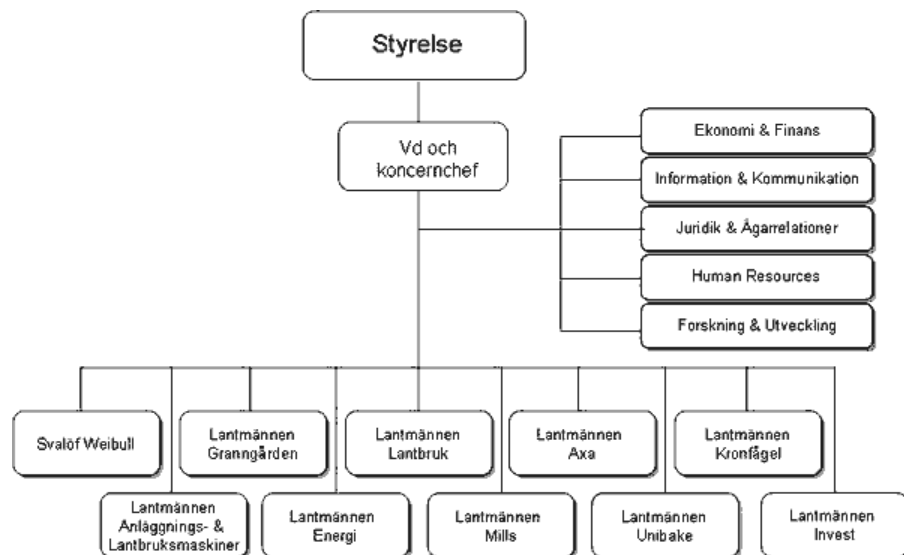 Styrelse
Vd och
koncernchef
Ekonomi & Finans
Information & Kommunikation
Juridik & Ägarrelationer
Human Resources
Forskning & Utveckling
Svalöf Weibull
Lantmännen
Granngården
Lantmännen
Lantbruk
Lantmännen
Axa
Lantmännen
Kronfågel
Lantmännen
Anläggnings- &
Lantbruksmaskiner
Lantmännen
Energi
Lantmännen
Mills
Lantmännen
Unibake
Lantmännen
Invest